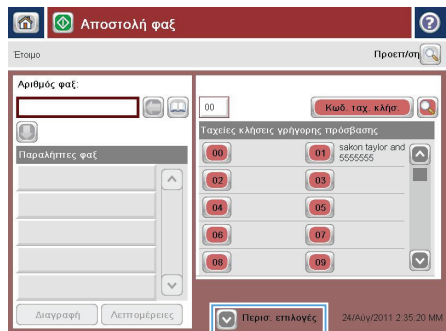 Αποστολή φαξ
Έτοιμο
Προεπ/ση
Αριθμός φαξ:
Παραλήπτες φαξ
Διαγραφή
Λεπτομέρειες
00
Κωδ. ταχ. κλήσ.
Ταχείες κλήσεις γρήγορης πρόσβασης
00
01 sakon taylor and
5555555
02
03
04
05
06
07
08
09
Περισ. επιλογές
24/Αύγ/2011 2:35:20 ΜΜ